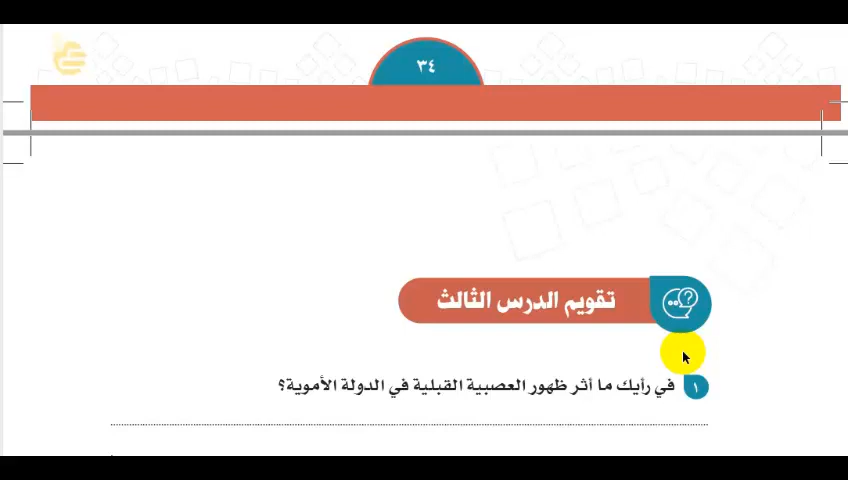 ٣٤
تقويم الدرس الثالث
١ في رأيك ما أثر ظهور العصبية القبلية في الدولة الأموية؟